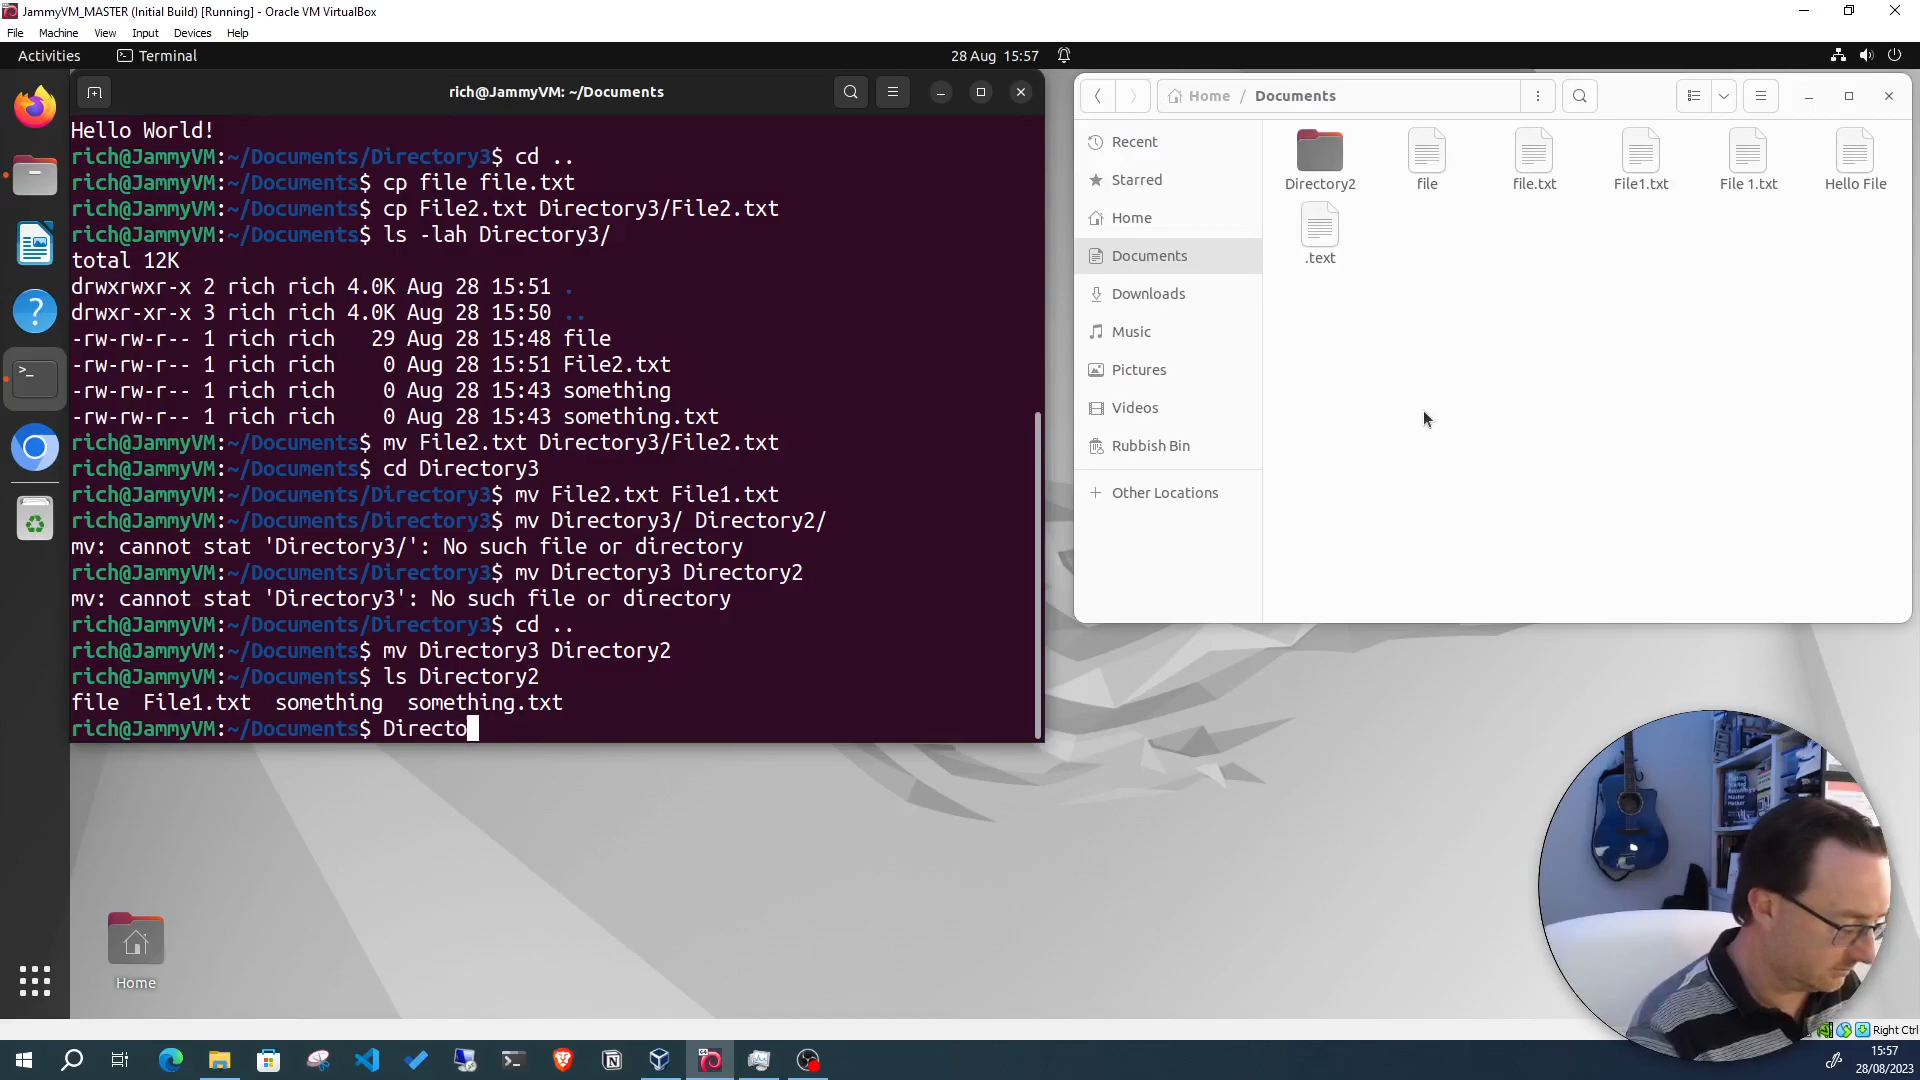 JammyVM_MASTER (Initial Build) [Running] - Oracle VM VirtualBox
File Machine View Input Devices Help
Activities Terminal 28 Aug 15:57
rich@JammyVM: ~/Documents
Hello World!
rich@JammyVM:~/Documents/Directory3$ cd ..
rich@JammyVM:~/Documents$ cp file file.txt
rich@JammyVM:~/Documents$ cp File2.txt Directory3/File2.txt
rich@JammyVM:~/Documents$ ls -lah Directory3/
total 12K
drwxrwxr-x 2 rich rich 4.0K Aug 28 15:51 .
drwxr-xr-x 3 rich rich 4.0K Aug 28 15:50 ..
-rw-rw-r-- 1 rich rich   29 Aug 28 15:48 file
-rw-rw-r-- 1 rich rich    0 Aug 28 15:51 File2.txt
-rw-rw-r-- 1 rich rich    0 Aug 28 15:43 something
-rw-rw-r-- 1 rich rich    0 Aug 28 15:43 something.txt
rich@JammyVM:~/Documents$ mv File2.txt Directory3/File2.txt
rich@JammyVM:~/Documents$ cd Directory3
rich@JammyVM:~/Documents/Directory3$ mv File2.txt File1.txt
rich@JammyVM:~/Documents/Directory3$ mv Directory3/ Directory2/
mv: cannot stat 'Directory3/': No such file or directory
rich@JammyVM:~/Documents/Directory3$ mv Directory3 Directory2
mv: cannot stat 'Directory3': No such file or directory
rich@JammyVM:~/Documents/Directory3$ cd ..
rich@JammyVM:~/Documents$ mv Directory3 Directory2
rich@JammyVM:~/Documents$ ls Directory2
file  File1.txt  something  something.txt
rich@JammyVM:~/Documents$ Directo
Home / Documents
Recent
Starred
Home
Documents
Downloads
Music
Pictures
Videos
Rubbish Bin
Other Locations
Directory2 file file.txt File1.txt File 1.txt Hello File
.text
Home
Right Ctrl
15:57
28/08/2023